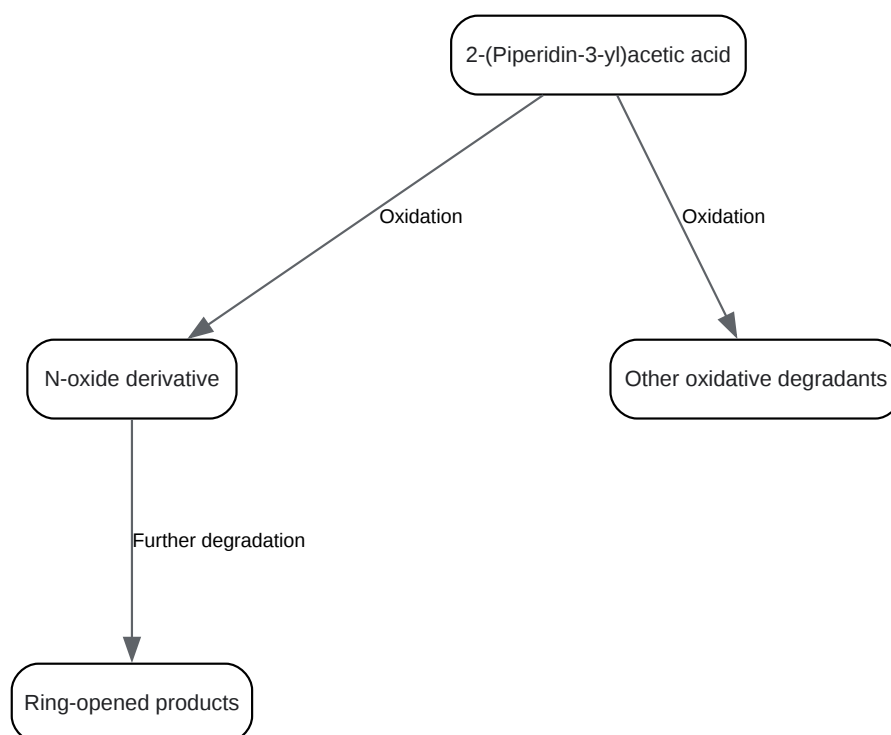 2-(Piperidin-3-yl)acetic acid
Oxidation
Oxidation
N-oxide derivative
Other oxidative degradants
Further degradation
Ring-opened products